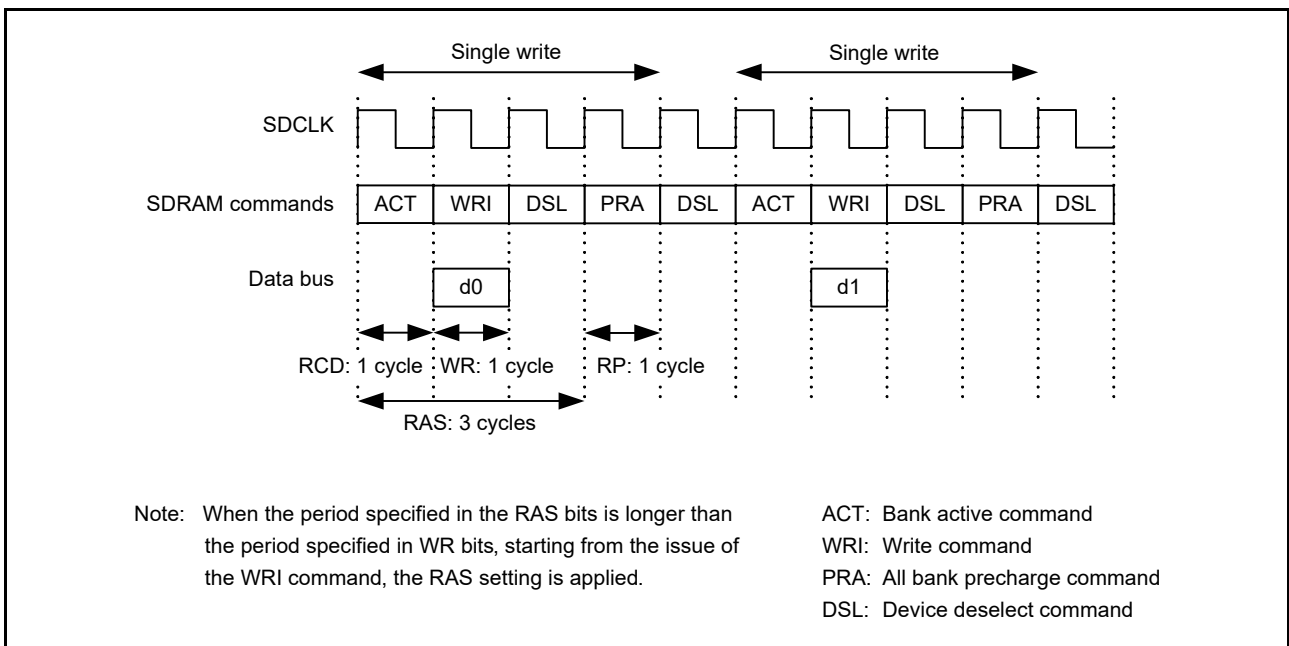 Single write Single write
SDCLK
SDRAM commands ACT WRI DSL PRA DSL ACT WRI DSL PRA DSL
Data bus d0 d1
RCD: 1 cycle WR: 1 cycle RP: 1 cycle
RAS: 3 cycles
Note: When the period specified in the RAS bits is longer than
the period specified in WR bits, starting from the issue of
the WRI command, the RAS setting is applied.
ACT: Bank active command
WRI: Write command
PRA: All bank precharge command
DSL: Device deselect command